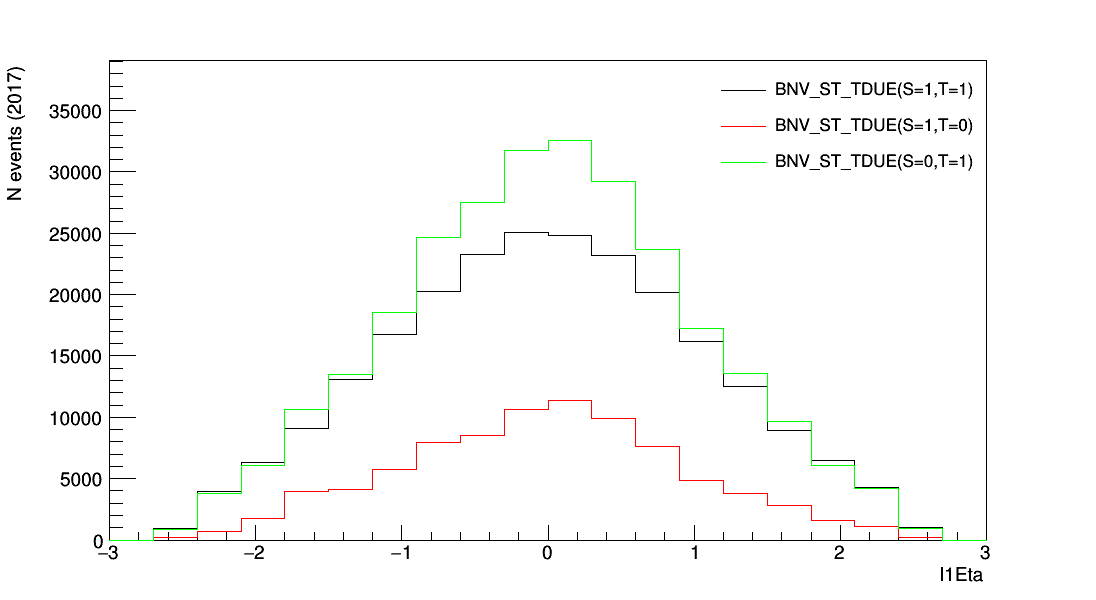 N events (2017)
BNV_ST_TDUE(S=1,T=1)
BNV_ST_TDUE(S=1,T=0)
BNV_ST_TDUE(S=0,T=1)
35000
30000
25000
20000
15000
10000
5000
0
−3 −2 −1 0 1 2 3
l1Eta